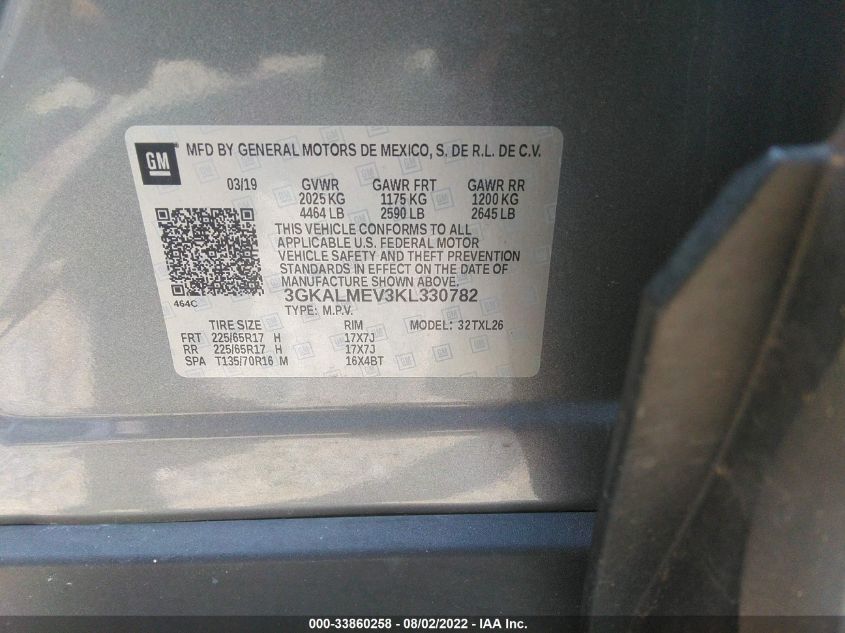 GM MFD BY GENERAL MOTORS DE MEXICO, S. DE R.L. DE C.V.
03/19 GVWR GAWR FRT GAWR RR
2025 KG 1175 KG 1200 KG
4464 LB 2590 LB 2645 LB
THIS VEHICLE CONFORMS TO ALL
APPLICABLE U.S. FEDERAL MOTOR
VEHICLE SAFETY AND THEFT PREVENTION
STANDARDS IN EFFECT ON THE DATE OF
MANUFACTURE SHOWN ABOVE.
464C 3GKALMEV3KL330782
TYPE: M.P.V.
TIRE SIZE RIM MODEL: 32TXL26
FRT 225/65R17 H 17X7J
RR 225/65R17 H 17X7J
SPA T135/70R16 M 16X4BT
000-33860258 - 08/02/2022 - IAA Inc.